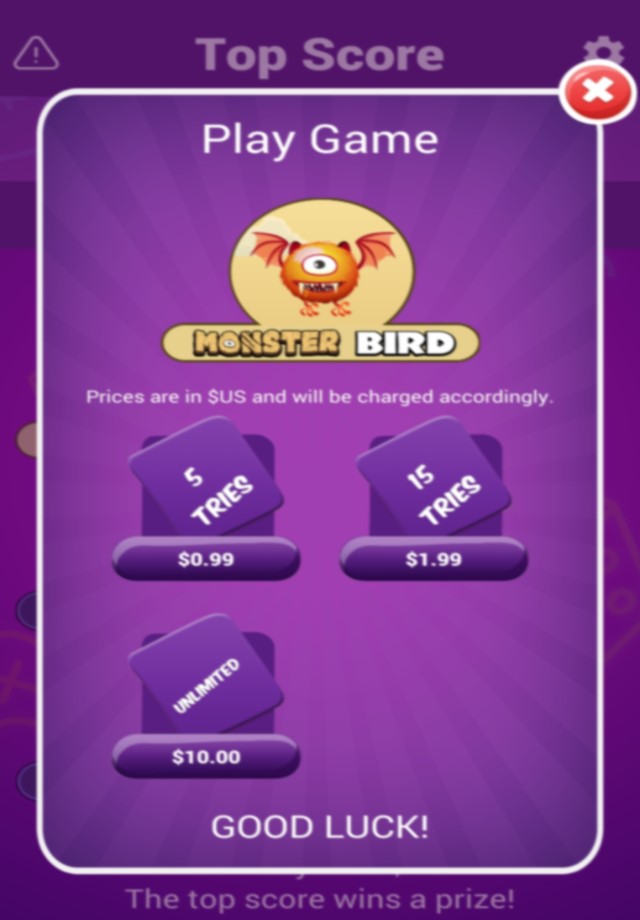 Top Score
Play Game
MONSTER BIRD
Prices are in $US and will be charged accordingly.
5
TRIES
$0.99
15
TRIES
$1.99
UNLIMITED
$10.00
GOOD LUCK!
The top score wins a prize!